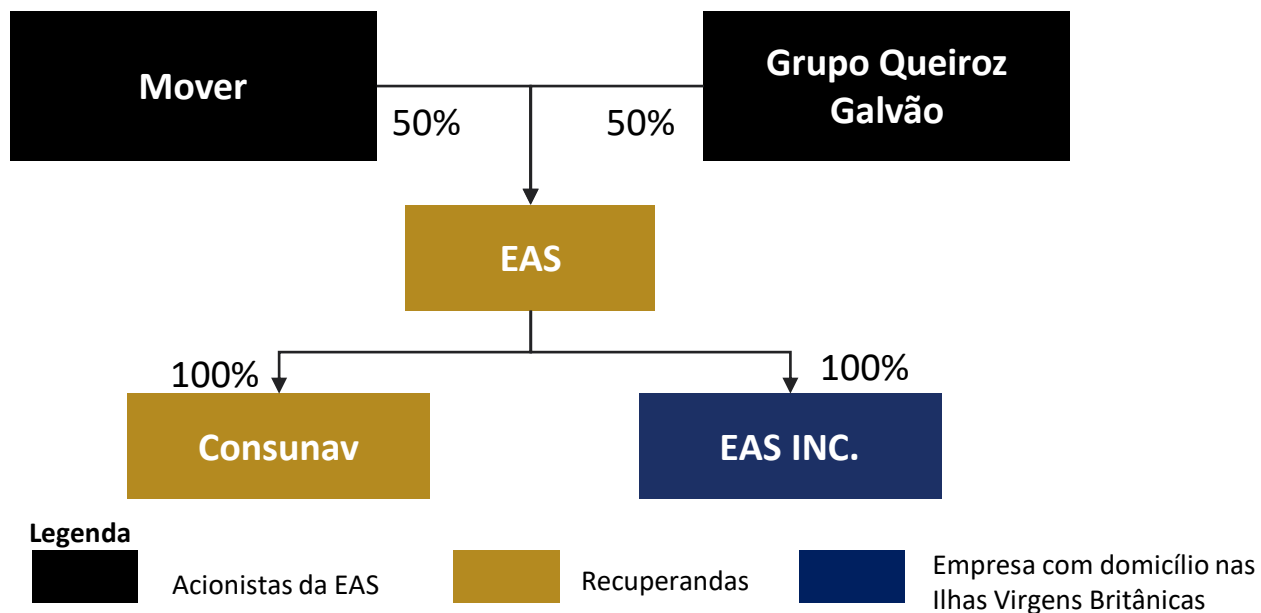 Mover
Grupo Queiroz
Galvão
50%
50%
EAS
100%
100%
Consunav
EAS INC.
Legenda
Acionistas da EAS
Recuperandas
Empresa com domicílio nas
Ilhas Virgens Britânicas